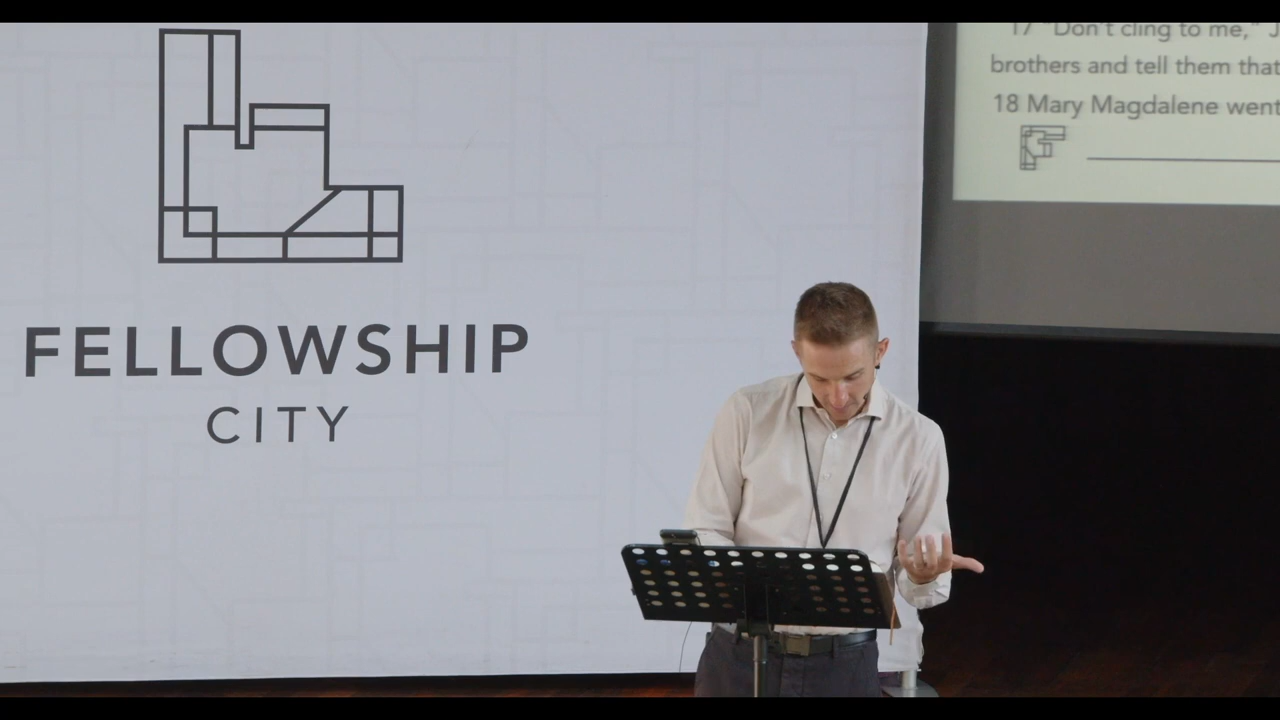 FELLOWSHIP
CITY
17 "Don't cling to me," J
brothers and tell them that
18 Mary Magdalene went